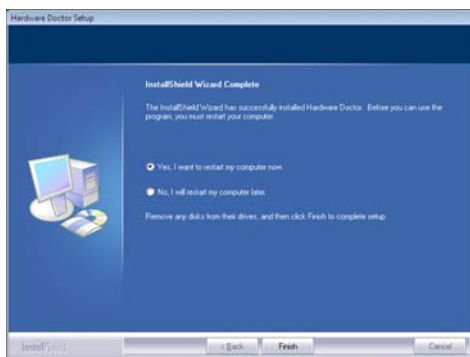 Hardware Doctor Setup
InstallShield Wizard Complete
The InstallShield Wizard has successfully installed Hardware Doctor. Before you can use the
program, you must restart your computer.
Yes, I want to restart my computer now.
No, I will restart my computer later.
Remove any disks from their drives, and then click Finish to complete setup.
InstallShield
< Back
Finish
Cancel